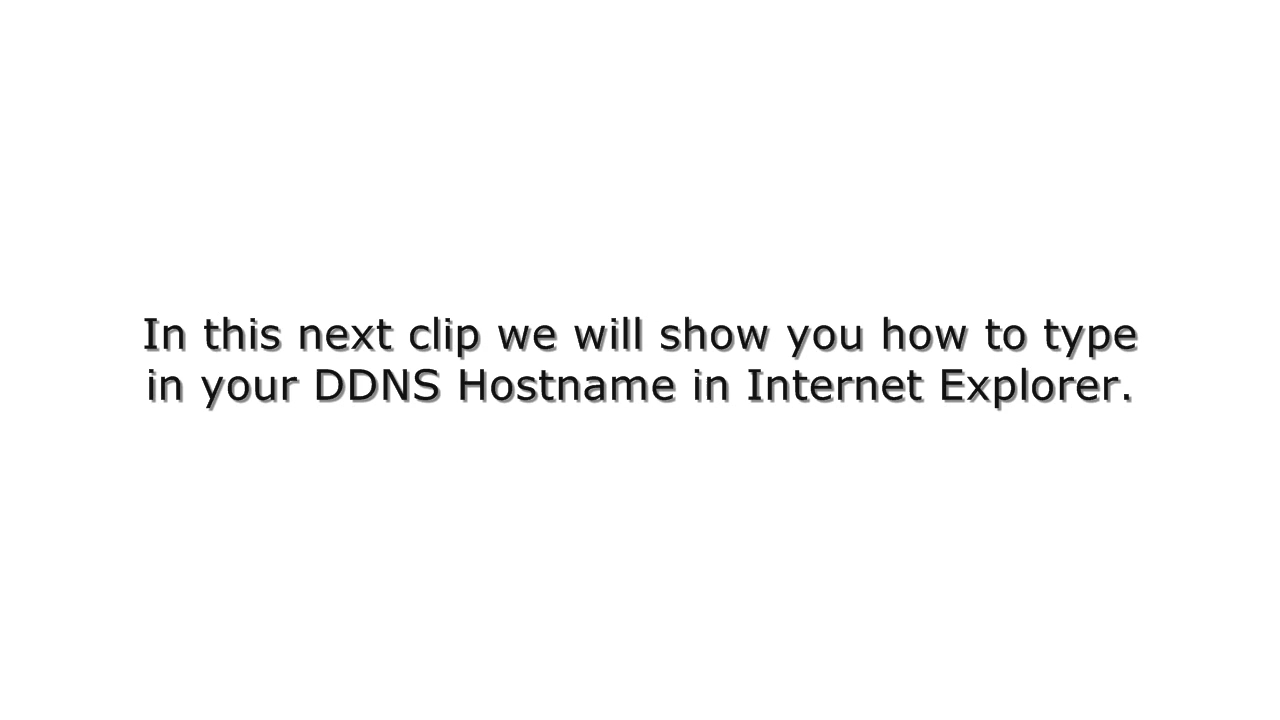 In this next clip we will show you how to type
in your DDNS Hostname in Internet Explorer.